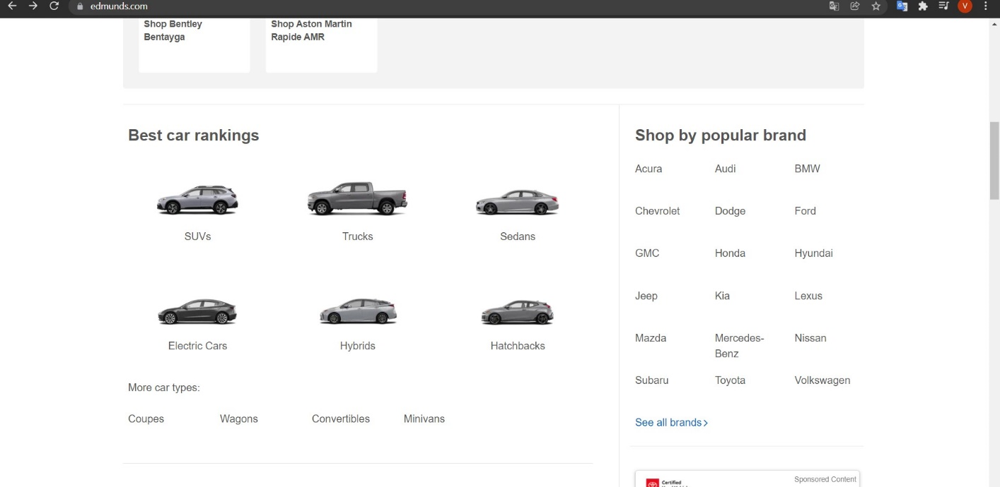 edmunds.com
V
Shop Bentley
Bentayga
Shop Aston Martin
Rapide AMR
Best car rankings
SUVs
Trucks
Sedans
Electric Cars
Hybrids
Hatchbacks
More car types:
Coupes
Wagons
Convertibles
Minivans
Shop by popular brand
Acura
Audi
BMW
Chevrolet
Dodge
Ford
GMC
Honda
Hyundai
Jeep
Kia
Lexus
Mazda
Mercedes-
Benz
Nissan
Subaru
Toyota
Volkswagen
See all brands
Sponsored Content
Certified